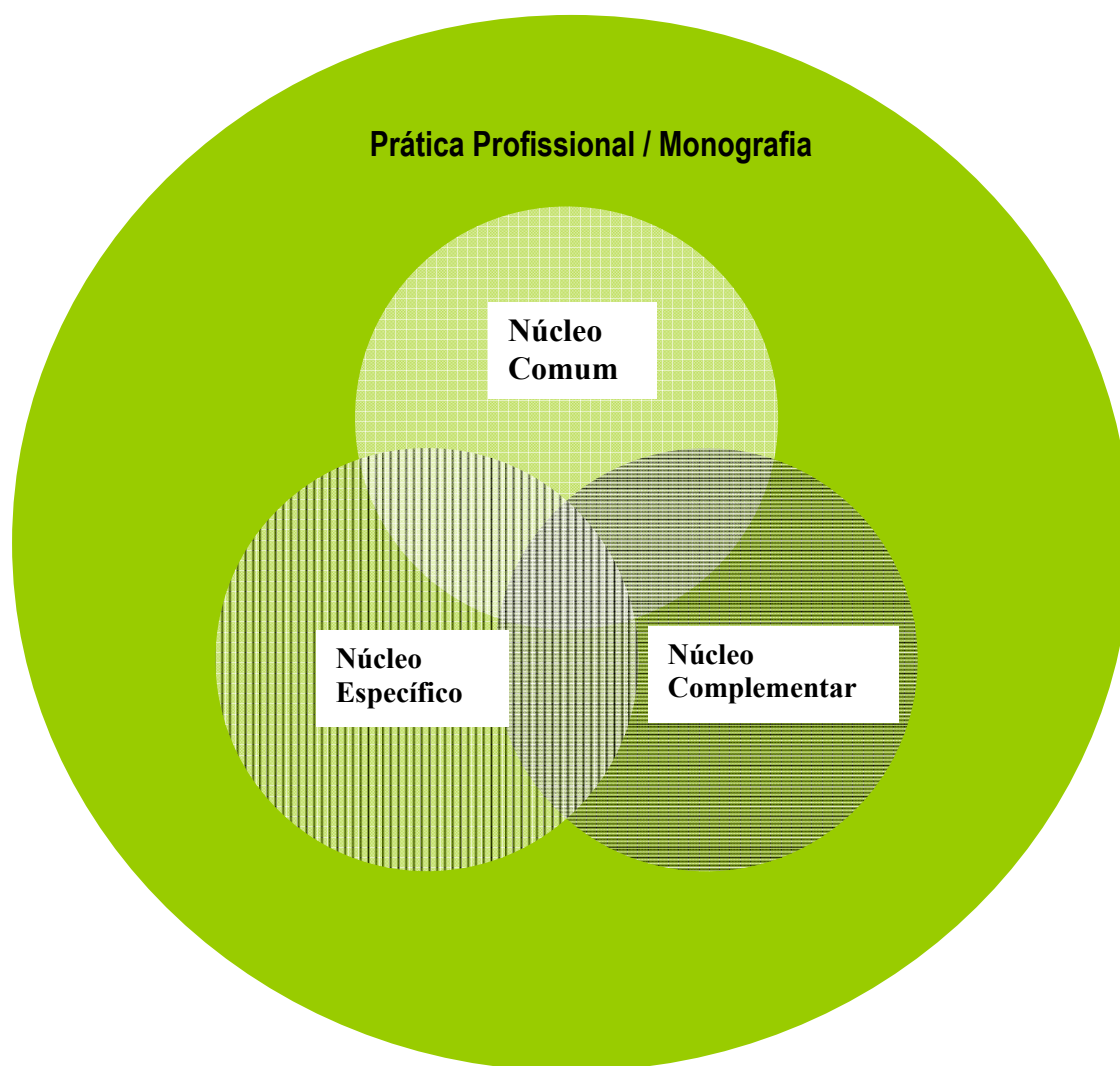 Prática Profissional / Monografia
Núcleo
Comum
Núcleo
Específico
Núcleo
Complementar